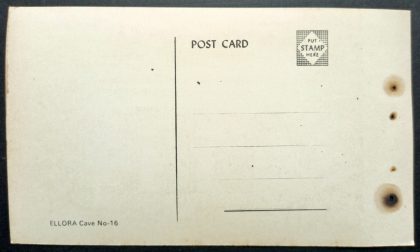 POST CARD
PUT
STAMP
HERE
ELLORA Cave No-16